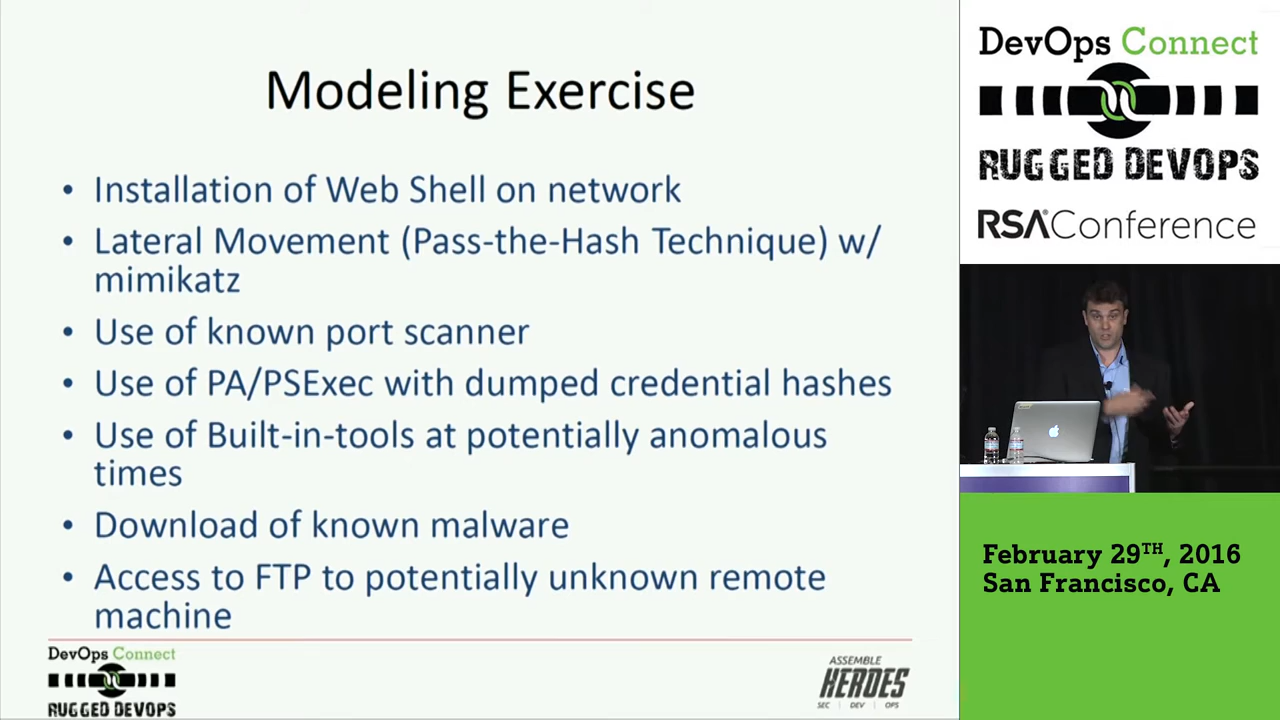 Modeling Exercise
• Installation of Web Shell on network
• Lateral Movement (Pass-the-Hash Technique) w/
mimikatz
• Use of known port scanner
• Use of PA/PSExec with dumped credential hashes
• Use of Built-in-tools at potentially anomalous
times
• Download of known malware
• Access to FTP to potentially unknown remote
machine
DevOps Connect
RUGGED DEVOPS
ASSEMBLE
HEROES
SEC | DEV | OPS
DevOps Connect
RUGGED DEVOPS
RSAConference
February 29TH, 2016
San Francisco, CA